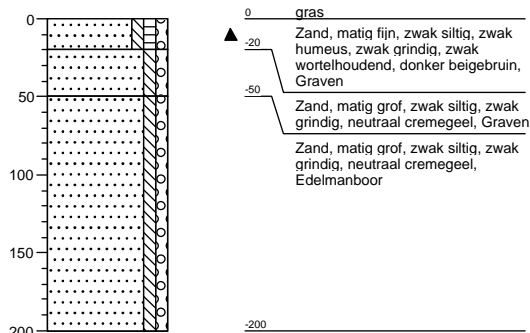 0
50
100
150
200
0
gras
Zand, matig fijn, zwak siltig, zwak
-20
humeus, zwak grindig, zwak
wortelhoudend, donker beigebruin,
Graven
-50
Zand, matig grof, zwak siltig, zwak
grindig, neutraal cremegeel, Graven
Zand, matig grof, zwak siltig, zwak
grindig, neutraal cremegeel,
Edelmanboor
-200